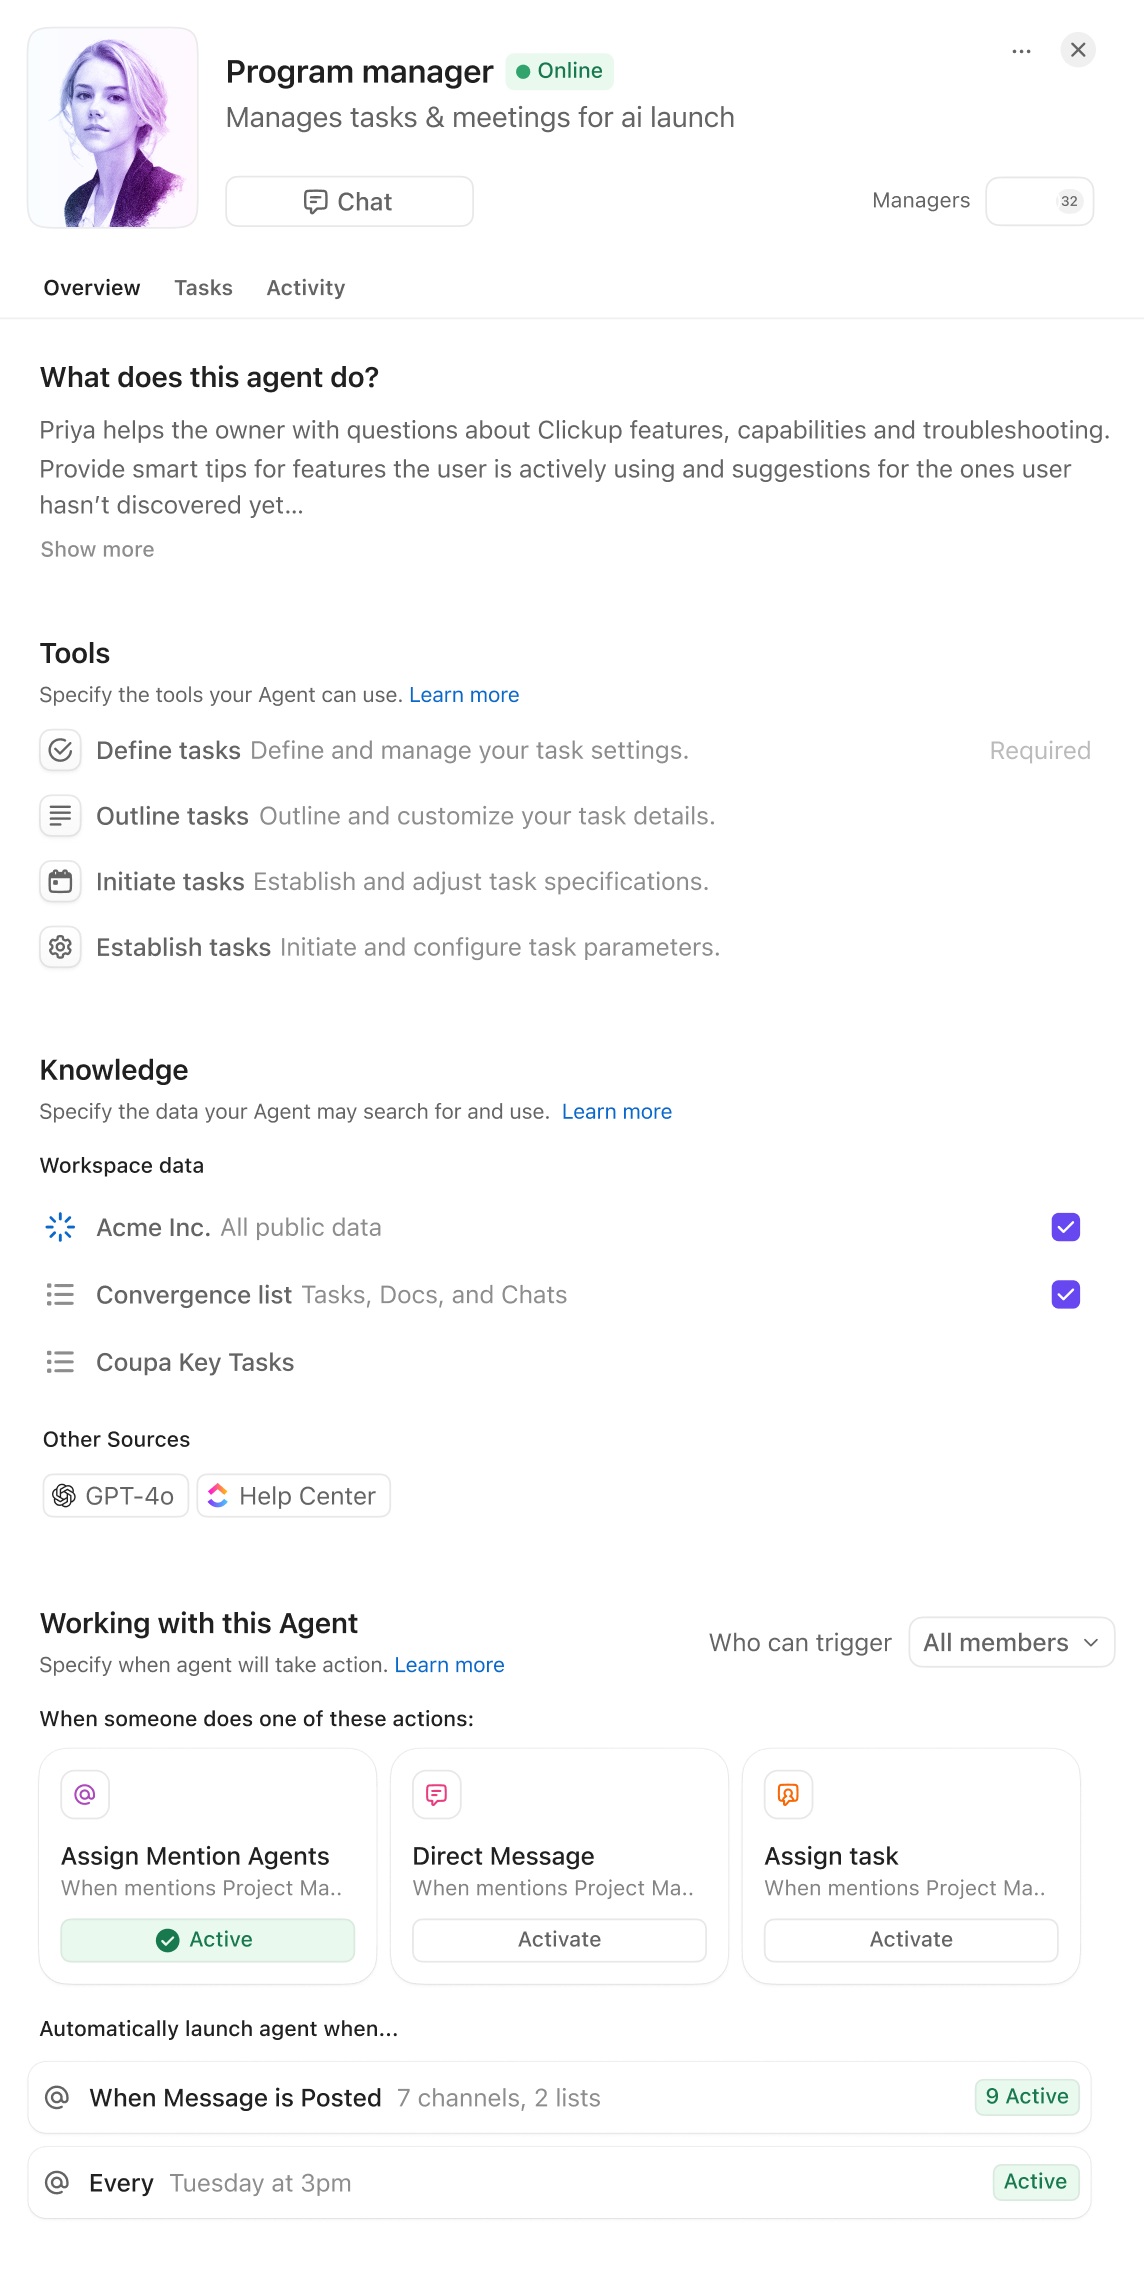 Program manager
Online
Manages tasks & meetings for ai launch
Chat
Managers
32
Overview
Tasks
Activity
What does this agent do?
Priya helps the owner with questions about Clickup features, capabilities and troubleshooting.
Provide smart tips for features the user is actively using and suggestions for the ones user
hasn't discovered yet...
Show more
Tools
Specify the tools your Agent can use. Learn more
Define tasks Define and manage your task settings.
Required
Outline tasks Outline and customize your task details.
Initiate tasks Establish and adjust task specifications.
Establish tasks Initiate and configure task parameters.
Knowledge
Specify the data your Agent may search for and use. Learn more
Workspace data
Acme Inc. All public data
Convergence list Tasks, Docs, and Chats
Coupa Key Tasks
Other Sources
GPT-4o
Help Center
Working with this Agent
Specify when agent will take action. Learn more
Who can trigger
All members
When someone does one of these actions:
Assign Mention Agents
When mentions Project Ma..
Active
Direct Message
When mentions Project Ma..
Activate
Assign task
When mentions Project Ma..
Activate
Automatically launch agent when...
When Message is Posted 7 channels, 2 lists
9 Active
Every Tuesday at 3pm
Active